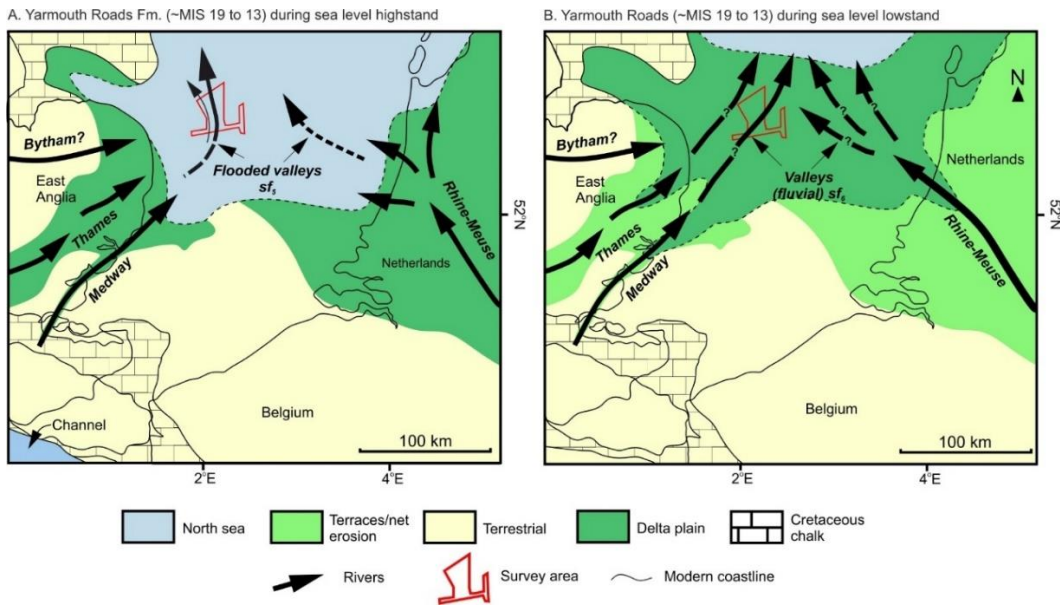 A. Yarmouth Roads Fm. (~MIS 19 to 13) during sea level highstand
Bytham?
East
Anglia
Thames
Medway
Flooded valleys
sf₅
Rhine-Meuse
Netherlands
Belgium
Channel
100 km
2°E
4°E
52°N
B. Yarmouth Roads (~MIS 19 to 13) during sea level lowstand
N
Bytham?
East
Anglia
Thames
Medway
?
?
?
?
?
Valleys
(fluvial) sf₆
Netherlands
Rhine-Meuse
Belgium
100 km
2°E
4°E
52°N
North sea
Terraces/net
erosion
Terrestrial
Delta plain
Cretaceous
chalk
Rivers
Survey area
Modern coastline